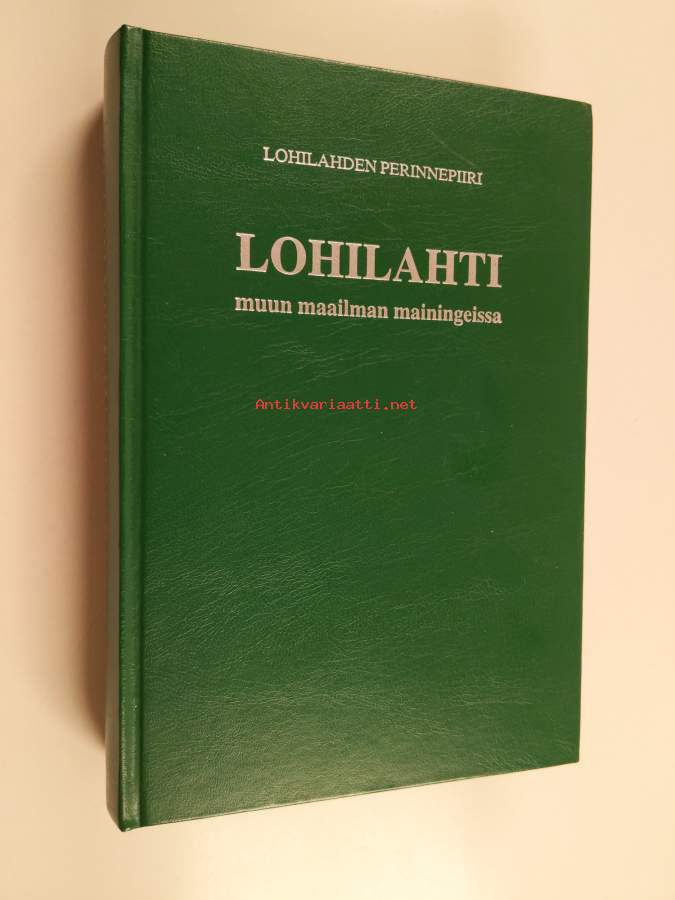 LOHILAHDEN PERINNEPIIRI
LOHILAHTI
muun maailman mainingeissa
Antikvariaatti.net